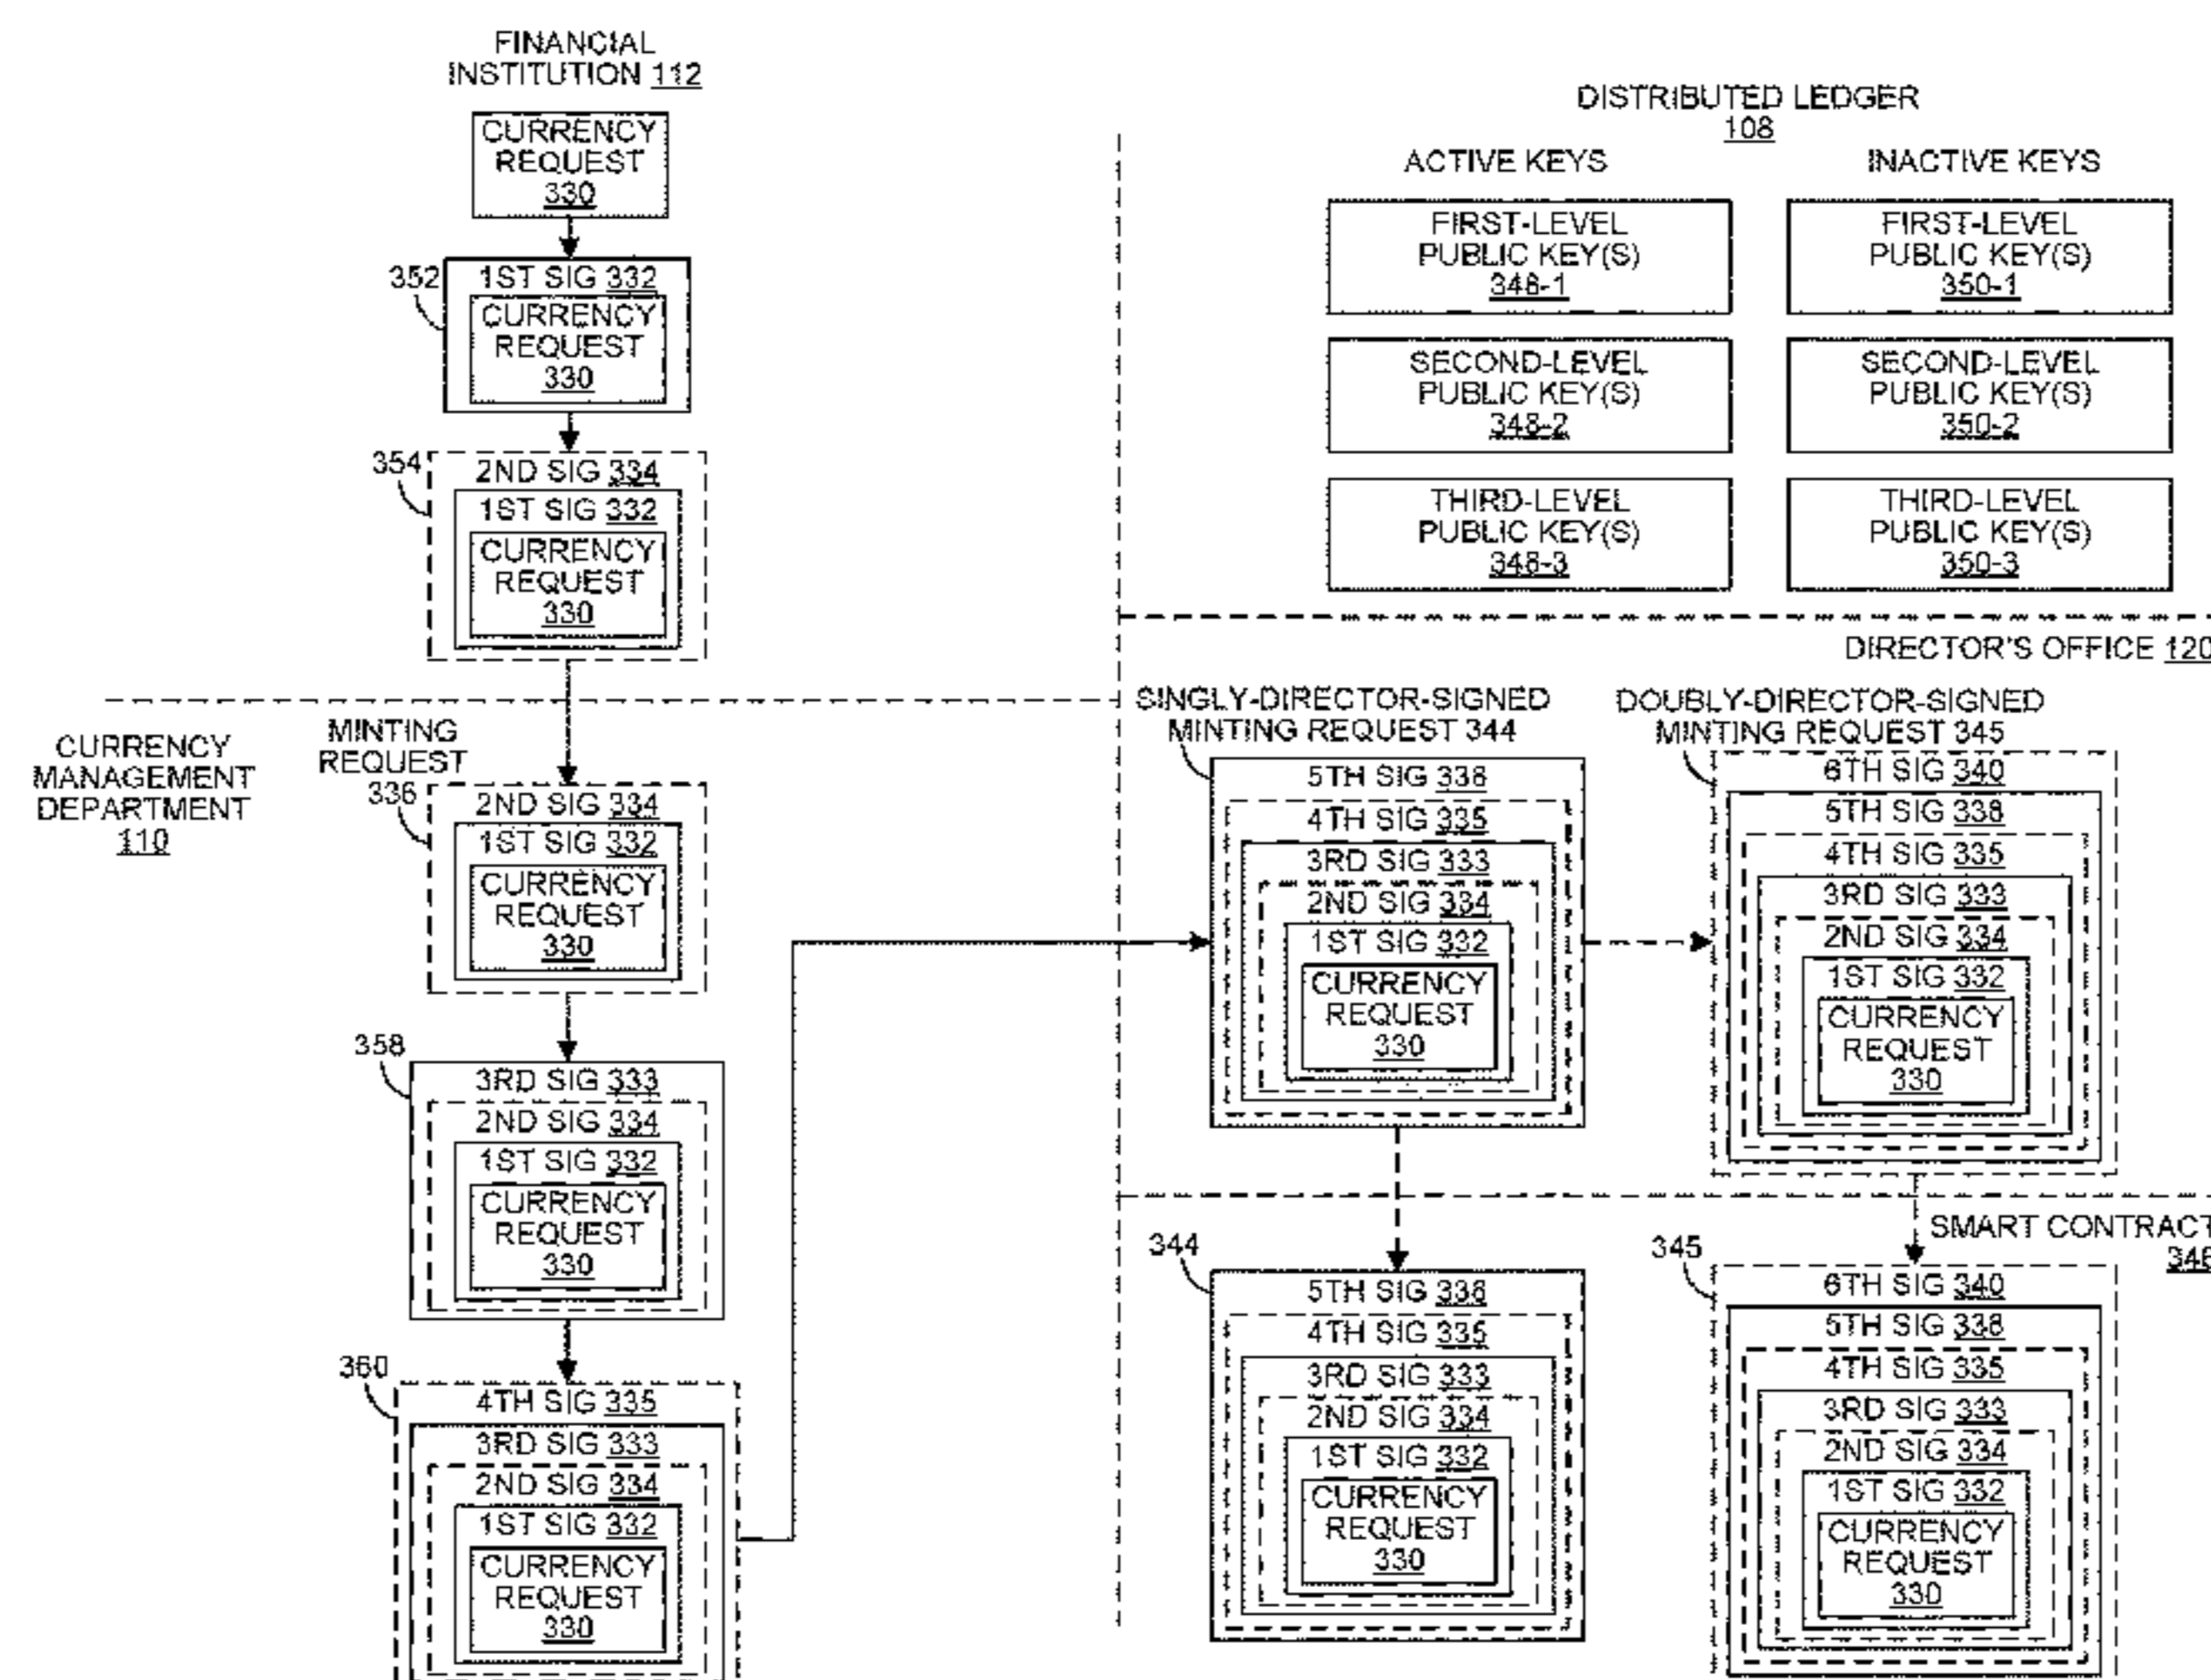 FINANCIAL
INSTITUTION 112
CURRENCY
REQUEST
330
352
1ST SIG 332
CURRENCY
REQUEST
330
354
2ND SIG 334
1ST SIG 332
CURRENCY
REQUEST
330
DISTRIBUTED LEDGER
108
ACTIVE KEYS
INACTIVE KEYS
FIRST-LEVEL
PUBLIC KEY(S)
348-1
FIRST-LEVEL
PUBLIC KEY(S)
350-1
SECOND-LEVEL
PUBLIC KEY(S)
348-2
SECOND-LEVEL
PUBLIC KEY(S)
350-2
THIRD-LEVEL
PUBLIC KEY(S)
348-3
THIRD-LEVEL
PUBLIC KEY(S)
350-3
CURRENCY
MANAGEMENT
DEPARTMENT
110
MINTING
REQUEST
336
2ND SIG 334
1ST SIG 332
CURRENCY
REQUEST
330
358
3RD SIG 333
2ND SIG 334
1ST SIG 332
CURRENCY
REQUEST
330
360
4TH SIG 335
3RD SIG 333
2ND SIG 334
1ST SIG 332
CURRENCY
REQUEST
330
DIRECTOR'S OFFICE 120
SINGLY-DIRECTOR-SIGNED
MINTING REQUEST 344
5TH SIG 338
4TH SIG 335
3RD SIG 333
2ND SIG 334
1ST SIG 332
CURRENCY
REQUEST
330
DOUBLY-DIRECTOR-SIGNED
MINTING REQUEST 345
6TH SIG 340
5TH SIG 338
4TH SIG 335
3RD SIG 333
2ND SIG 334
1ST SIG 332
CURRENCY
REQUEST
330
SMART CONTRACT
346
344
5TH SIG 338
4TH SIG 335
3RD SIG 333
2ND SIG 334
1ST SIG 332
CURRENCY
REQUEST
330
345
6TH SIG 340
5TH SIG 338
4TH SIG 335
3RD SIG 333
2ND SIG 334
1ST SIG 332
CURRENCY
REQUEST
330